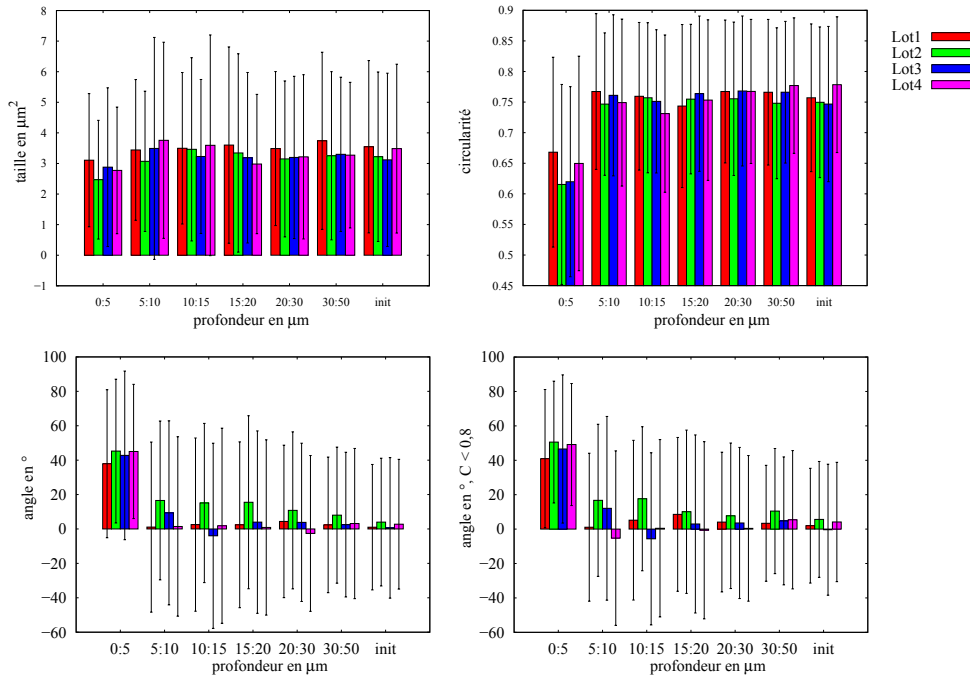 8
7
6
5
4
3
2
1
0
−1
taille en μm²
0:5 5:10 10:15 15:20 20:30 30:50 init
profondeur en μm
0.9
0.85
0.8
0.75
0.7
0.65
0.6
0.55
0.5
0.45
circularité
0:5 5:10 10:15 15:20 20:30 30:50 init
profondeur en μm
Lot1
Lot2
Lot3
Lot4
100
80
60
40
20
0
−20
−40
−60
angle en °
0:5 5:10 10:15 15:20 20:30 30:50 init
profondeur en μm
100
80
60
40
20
0
−20
−40
−60
angle en °, C < 0,8
0:5 5:10 10:15 15:20 20:30 30:50 init
profondeur en μm